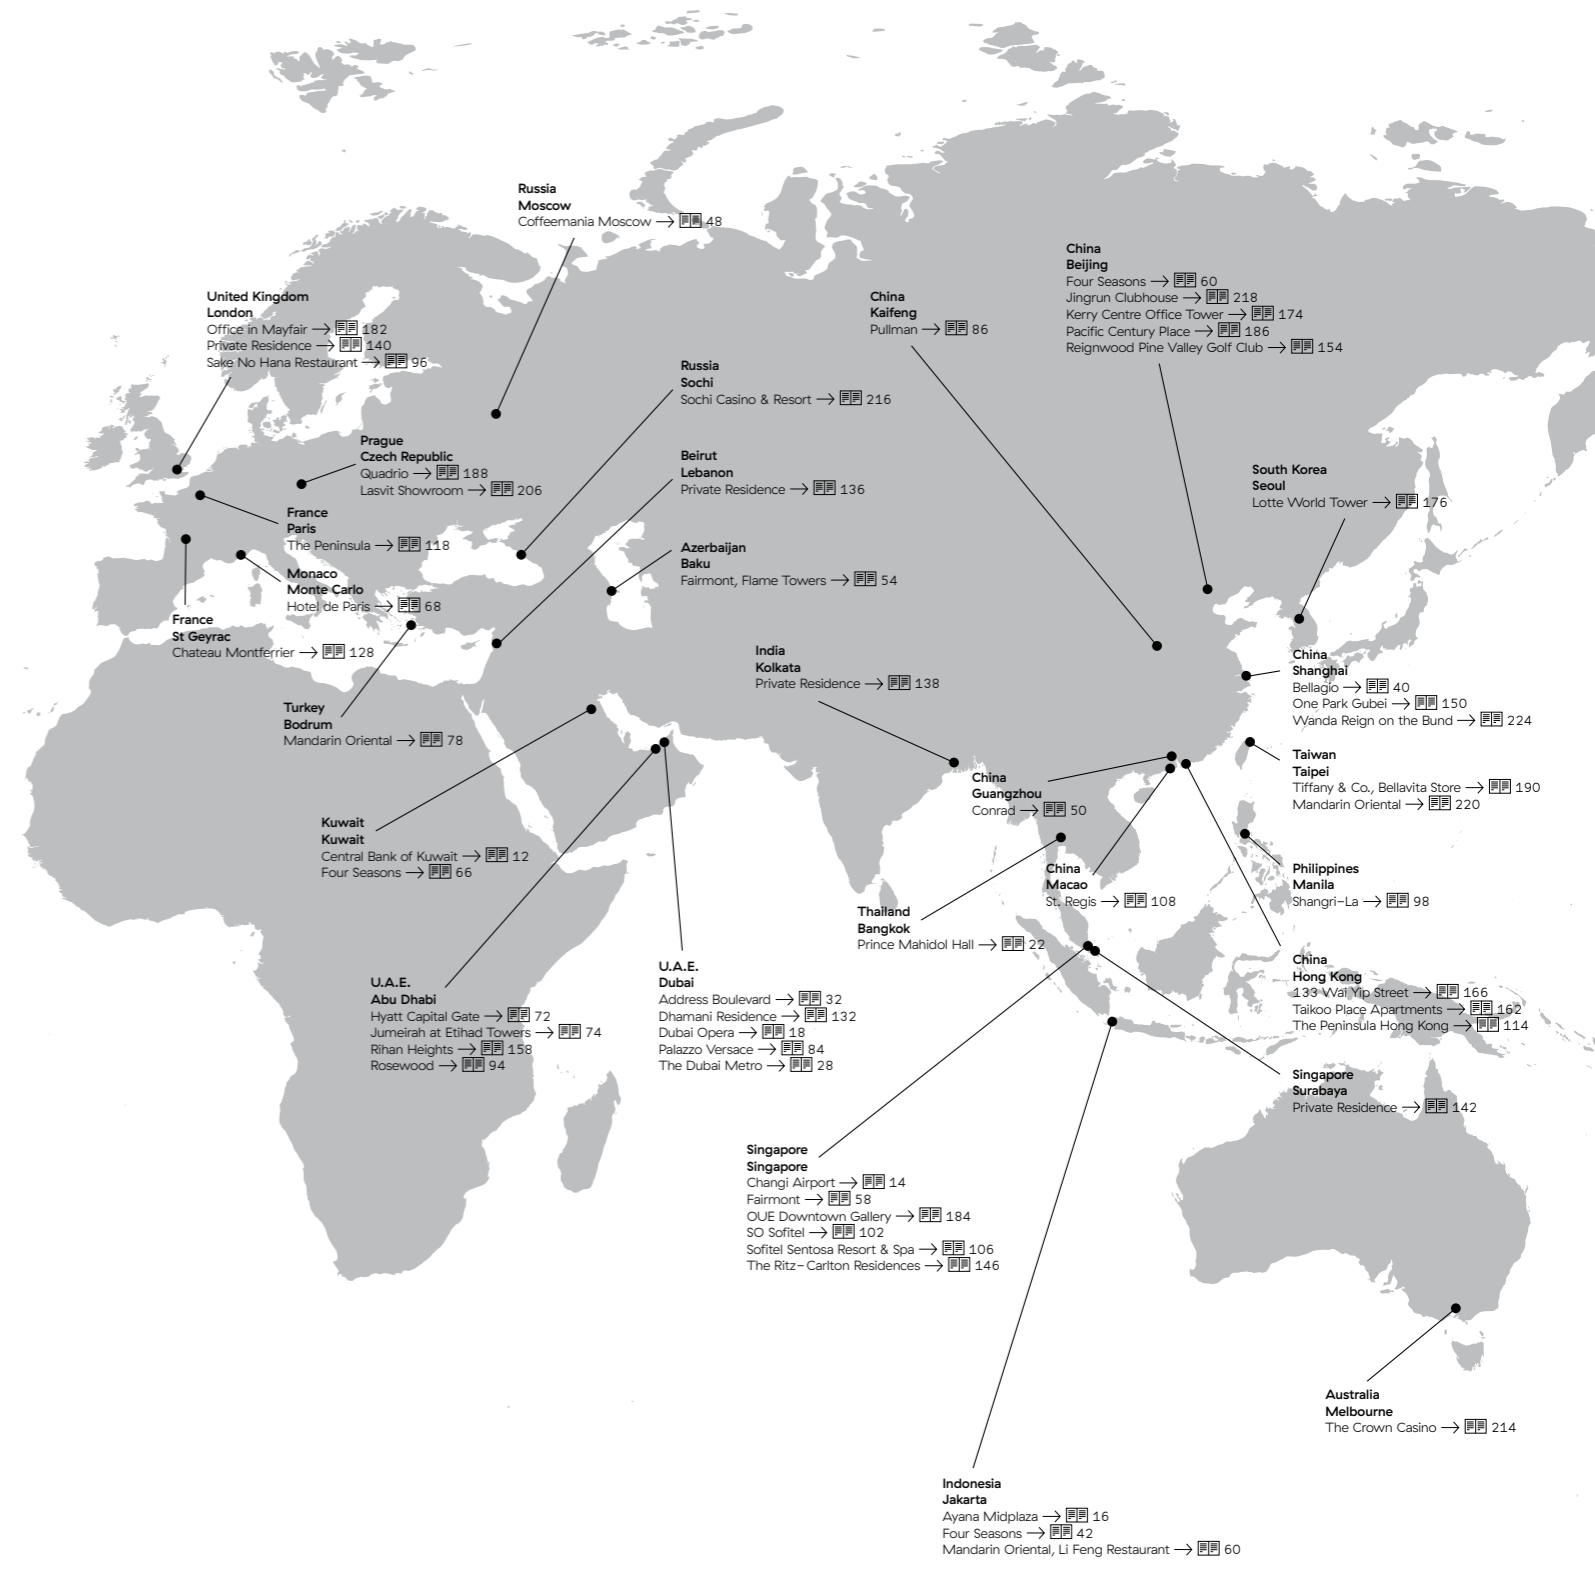 Russia
Moscow
Coffeemania Moscow → 48
United Kingdom
London
Office in Mayfair → 182
Private Residence → 140
Sake No Hana Restaurant → 96
China
Kaifeng
Pullman → 86
China
Beijing
Four Seasons → 60
Jingrun Clubhouse → 218
Kerry Centre Office Tower → 174
Pacific Century Place → 186
Reignwood Pine Valley Golf Club → 154
Russia
Sochi
Sochi Casino & Resort → 216
Prague
Czech Republic
Quadrio → 188
Lasvit Showroom → 206
Beirut
Lebanon
Private Residence → 136
South Korea
Seoul
Lotte World Tower → 176
France
Paris
The Peninsula → 118
Azerbaijan
Baku
Fairmont, Flame Towers → 54
Monaco
Monte Carlo
Hotel de Paris → 68
France
St Geyrac
Chateau Montferrier → 128
India
Kolkata
Private Residence → 138
China
Shanghai
Bellagio → 40
One Park Gubei → 150
Wanda Reign on the Bund → 224
Turkey
Bodrum
Mandarin Oriental → 78
Taiwan
Taipei
Tiffany & Co., Bellavita Store → 190
Mandarin Oriental → 220
China
Guangzhou
Conrad → 50
Kuwait
Kuwait
Central Bank of Kuwait → 12
Four Seasons → 66
China
Macao
St. Regis → 108
Philippines
Manila
Shangri-La → 98
Thailand
Bangkok
Prince Mahidol Hall → 22
China
Hong Kong
133 Wai Yip Street → 166
Taikoo Place Apartments → 162
The Peninsula Hong Kong → 114
U.A.E.
Abu Dhabi
Hyatt Capital Gate → 72
Jumeirah at Etihad Towers → 74
Rihan Heights → 158
Rosewood → 94
U.A.E.
Dubai
Address Boulevard → 32
Dhamani Residence → 132
Dubai Opera → 18
Palazzo Versace → 84
The Dubai Metro → 28
Singapore
Surabaya
Private Residence → 142
Singapore
Singapore
Changi Airport → 14
Fairmont → 58
OUE Downtown Gallery → 184
SO Sofitel → 102
Sofitel Sentosa Resort & Spa → 106
The Ritz-Carlton Residences → 146
Australia
Melbourne
The Crown Casino → 214
Indonesia
Jakarta
Ayana Midplaza → 16
Four Seasons → 42
Mandarin Oriental, Li Feng Restaurant → 60